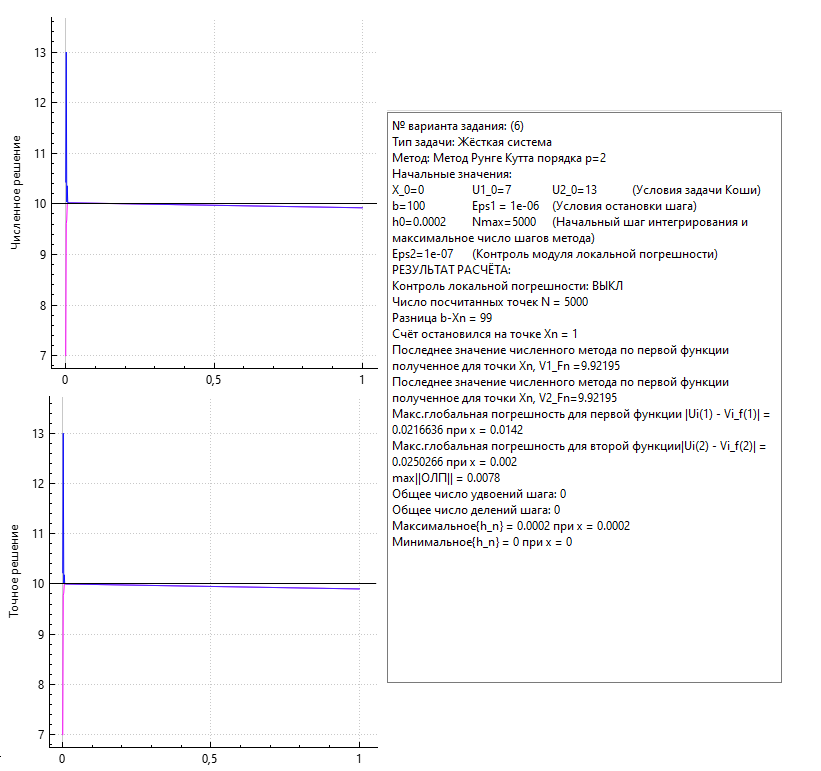 Численное решение
13
12
11
10
9
8
7
0
0,5
1
Точное решение
13
12
11
10
9
8
7
0
0,5
1
№ варианта задания: (6)
Тип задачи: Жёсткая система
Метод: Метод Рунге Кутта порядка p=2
Начальные значения:
X_0=0 U1_0=7 U2_0=13 (Условия задачи Коши)
b=100 Eps1 = 1e-06 (Условия остановки шага)
h0=0.0002 Nmax=5000 (Начальный шаг интегрирования и
максимальное число шагов метода)
Eps2=1e-07 (Контроль модуля локальной погрешности)
РЕЗУЛЬТАТ РАСЧЁТА:
Контроль локальной погрешности: ВЫКЛ
Число посчитанных точек N = 5000
Разница b-Xn = 99
Счёт остановился на точке Xn = 1
Последнее значение численного метода по первой функции
полученное для точки Xn, V1_Fn =9.92195
Последнее значение численного метода по первой функции
полученное для точки Xn, V2_Fn=9.92195
Макс.глобальная погрешность для первой функции |Ui(1) - Vi_f(1)| =
0.0216636 при x = 0.0142
Макс.глобальная погрешность для второй функции|Ui(2) - Vi_f(2)| =
0.0250266 при x = 0.002
max||ОЛП|| = 0.0078
Общее число удвоений шага: 0
Общее число делений шага: 0
Максимальное{h_n} = 0.0002 при x = 0.0002
Минимальное{h_n} = 0 при x = 0